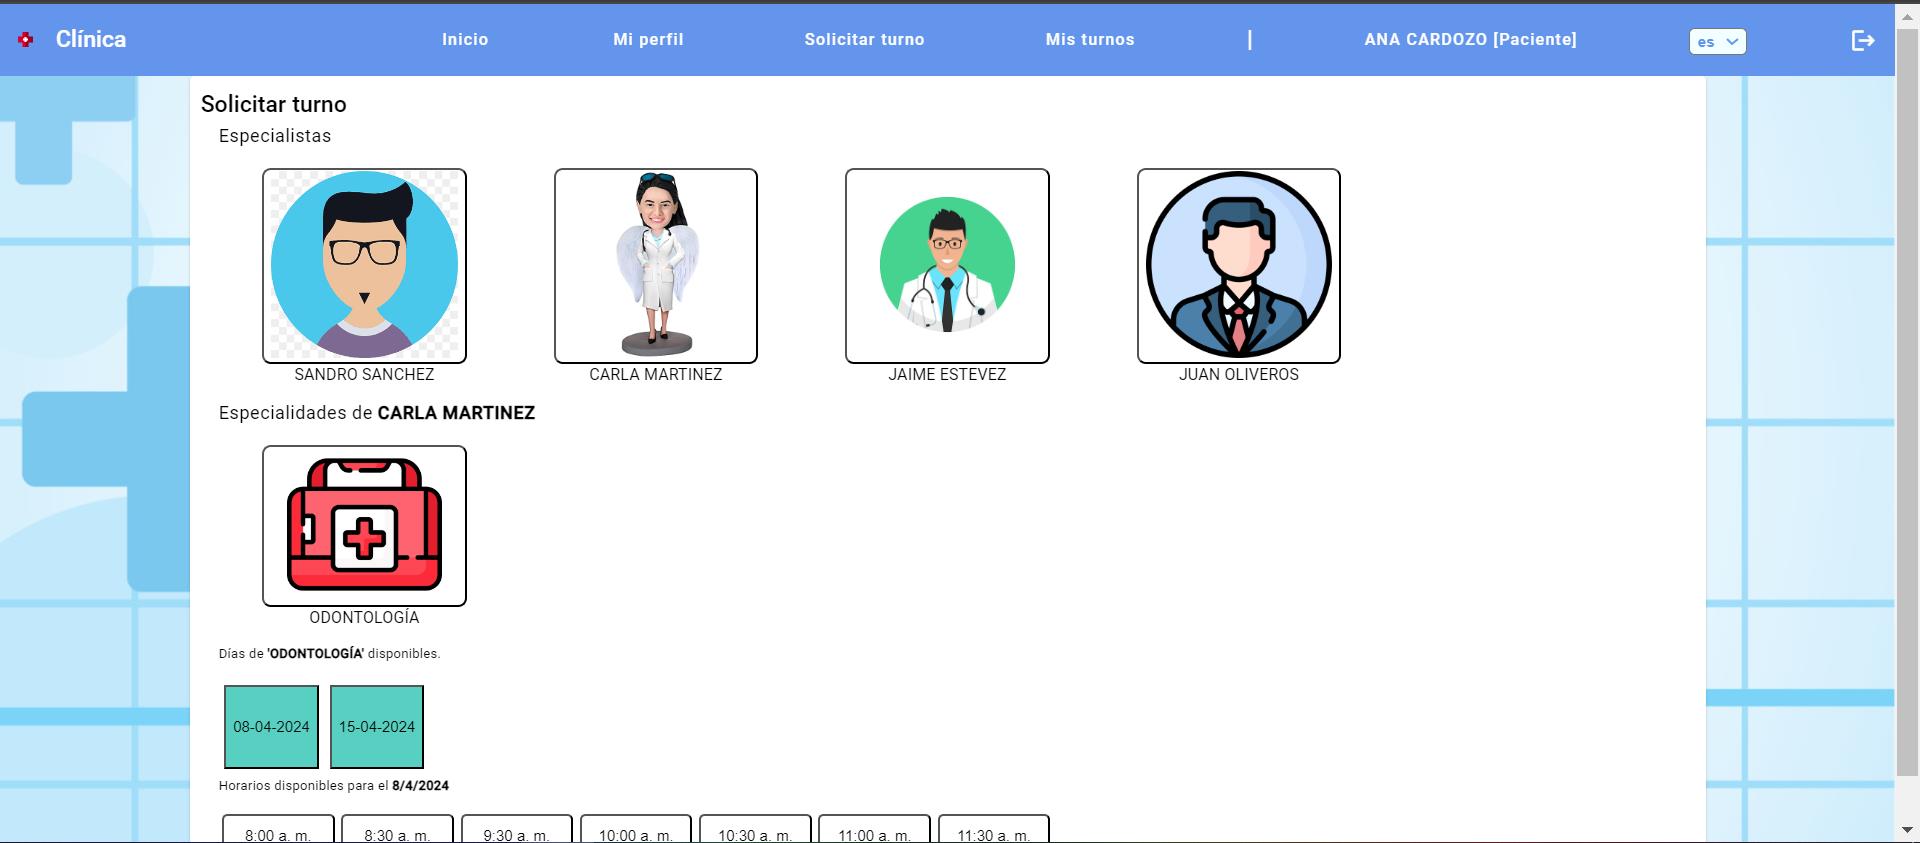 Clínica
Inicio
Mi perfil
Solicitar turno
Mis turnos
|
ANA CARDOZO [Paciente]
es
Solicitar turno
Especialistas
SANDRO SANCHEZ
CARLA MARTINEZ
JAIME ESTEVEZ
JUAN OLIVEROS
Especialidades de CARLA MARTINEZ
ODONTOLOGÍA
Días de 'ODONTOLOGÍA' disponibles.
08-04-2024
15-04-2024
Horarios disponibles para el 8/4/2024
8:00 a. m.
8:30 a. m.
9:30 a. m.
10:00 a. m.
10:30 a. m.
11:00 a. m.
11:30 a. m.